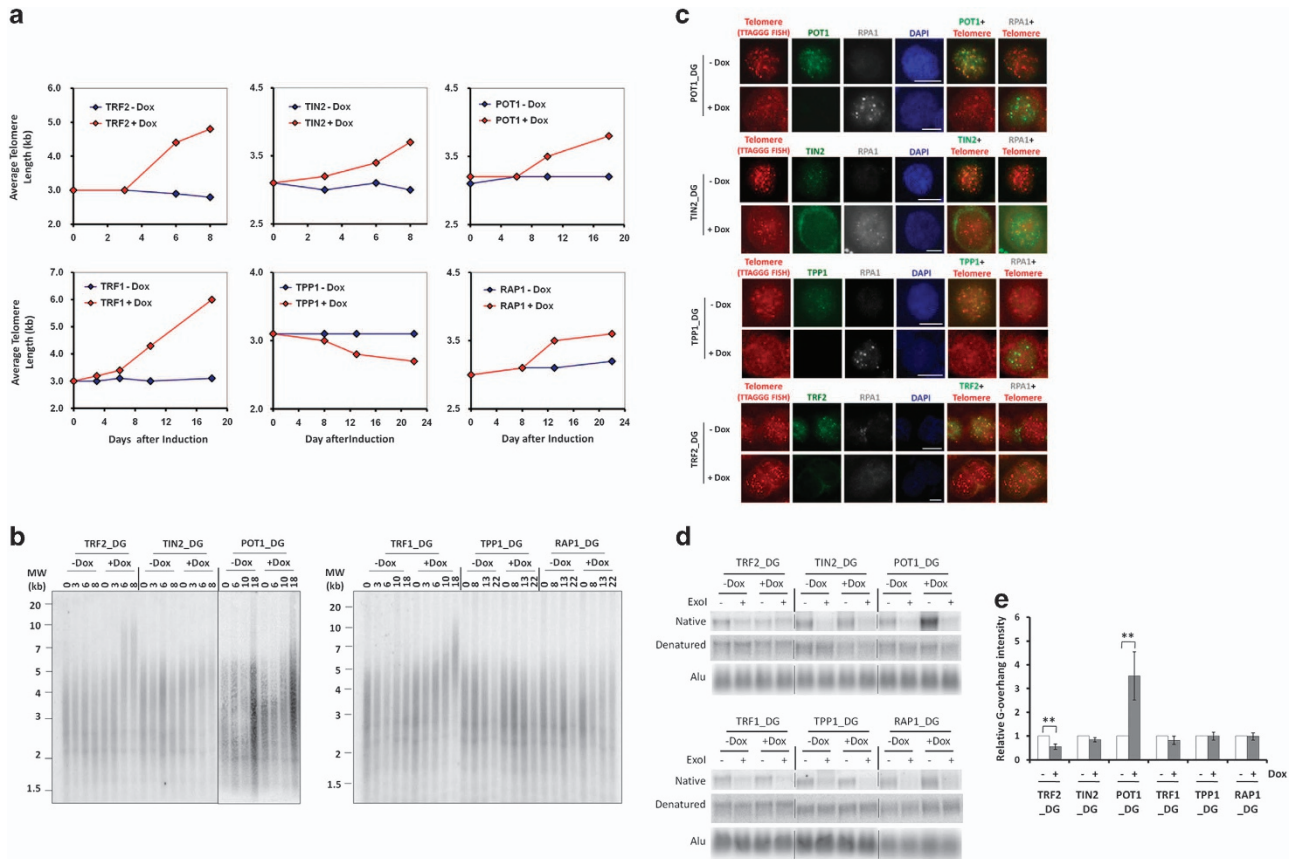 a
6.0
5.0
4.0
3.0
2.0
TRF2 - Dox
TRF2 + Dox
0 2 4 6 8
4.5
3.5
2.5
TIN2 - Dox
TIN2 + Dox
0 2 4 6 8
4.5
3.5
2.5
POT1 - Dox
POT1 + Dox
0 4 8 12 16 20
Average Telomere
Length (kb)
7.0
6.0
5.0
4.0
3.0
2.0
TRF1 - Dox
TRF1 + Dox
0 4 8 12 16 20
Days after Induction
4.0
3.0
2.0
TPP1 - Dox
TPP1 + Dox
0 4 8 12 16 20 24
Day afterInduction
4.5
3.5
2.5
RAP1 - Dox
RAP1 + Dox
0 4 8 12 16 20 24
Day afterInduction
Average Telomere
Length (kb)
b
TRF2_DG TIN2_DG POT1_DG
-Dox +Dox -Dox +Dox -Dox +Dox
MW
(kb)
0 3 6 8 0 3 6 8 0 3 6 8 0 3 6 8 0 6 10 18 0 6 10 18
20
10
7
5
4
3
2
1.5
TRF1_DG TPP1_DG RAP1_DG
-Dox +Dox -Dox +Dox -Dox +Dox
MW
(kb)
0 3 6 10 18 0 3 6 10 18 0 8 13 22 0 8 13 22 0 8 13 22 0 8 13 22
20
10
7
5
4
3
2
1.5
c
Telomere
(TTAGGG FISH) POT1 RPA1 DAPI POT1+
Telomere RPA1+
Telomere
POT1_DG
- Dox
+ Dox
Telomere
(TTAGGG FISH) TIN2 RPA1 DAPI TIN2+
Telomere RPA1+
Telomere
TIN2_DG
- Dox
+ Dox
Telomere
(TTAGGG FISH) TPP1 RPA1 DAPI TPP1+
Telomere RPA1+
Telomere
TPP1_DG
- Dox
+ Dox
Telomere
(TTAGGG FISH) TRF2 RPA1 DAPI TRF2+
Telomere RPA1+
Telomere
TRF2_DG
- Dox
+ Dox
d
TRF2_DG TIN2_DG POT1_DG
-Dox +Dox -Dox +Dox -Dox +Dox
ExoI - + - + - + - + - + - +
Native
Denatured
Alu
TRF1_DG TPP1_DG RAP1_DG
-Dox +Dox -Dox +Dox -Dox +Dox
ExoI - + - + - + - + - + - +
Native
Denatured
Alu
e
Relative G-overhang intensity
6
5
4
3
2
1
0
**
**
- + - + - + - + - + - + Dox
TRF2 TIN2 POT1 TRF1 TPP1 RAP1
_DG _DG _DG _DG _DG _DG